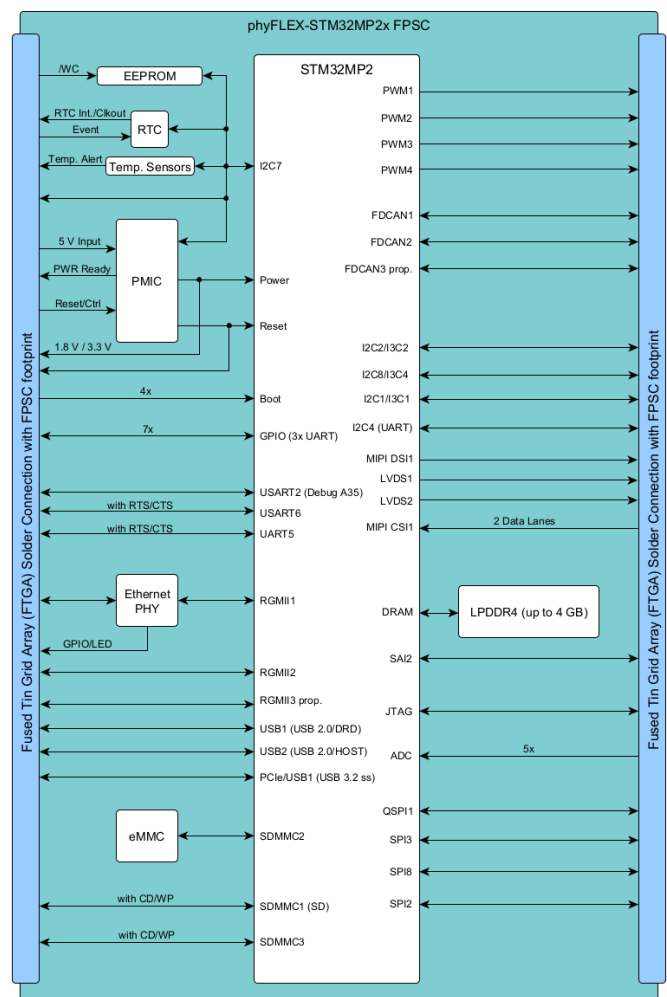 phyFLEX-STM32MP2x FPSC
Fused Tin Grid Array (FTGA) Solder Connection with FPSC footprint
/WC
EEPROM
RTC Int./Clkout
Event
RTC
Temp. Alert
Temp. Sensors
5 V Input
PWR Ready
Reset/Ctrl
PMIC
1.8 V / 3.3 V
4x
7x
with RTS/CTS
with RTS/CTS
Ethernet
PHY
GPIO/LED
eMMC
with CD/WP
with CD/WP
STM32MP2
I2C7
Power
Reset
Boot
GPIO (3x UART)
USART2 (Debug A35)
USART6
UART5
RGMII1
RGMII2
RGMII3 prop.
USB1 (USB 2.0/DRD)
USB2 (USB 2.0/HOST)
PCIe/USB1 (USB 3.2 ss)
SDMMC2
SDMMC1 (SD)
SDMMC3
PWM1
PWM2
PWM3
PWM4
FDCAN1
FDCAN2
FDCAN3 prop.
I2C2/I3C2
I2C8/I3C4
I2C1/I3C1
I2C4 (UART)
MIPI DSI1
LVDS1
LVDS2
MIPI CSI1
2 Data Lanes
DRAM
LPDDR4 (up to 4 GB)
SAI2
JTAG
ADC
5x
QSPI1
SPI3
SPI8
SPI2
Fused Tin Grid Array (FTGA) Solder Connection with FPSC footprint